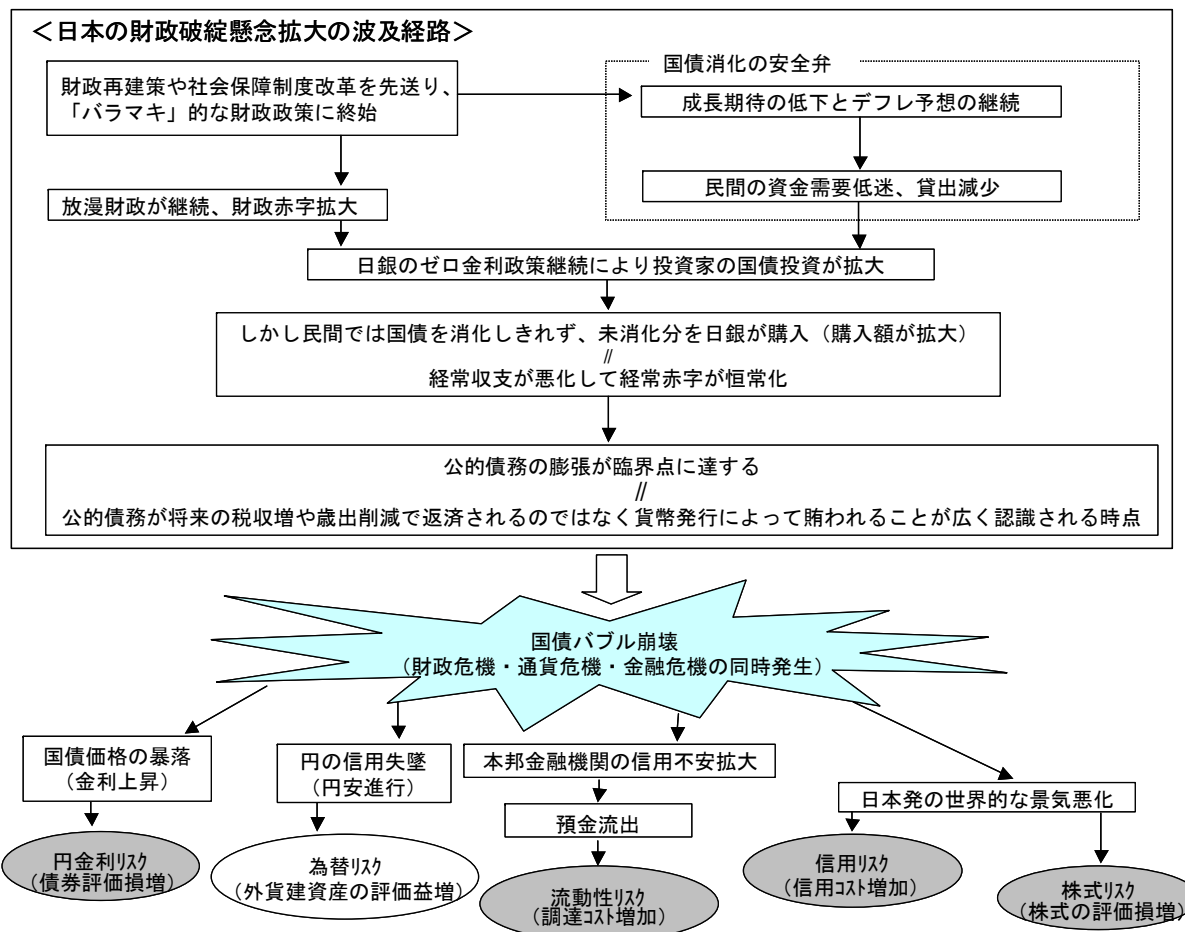 ＜日本の財政破綻懸念拡大の波及経路＞
財政再建策や社会保障制度改革を先送り、
「バラマキ」的な財政政策に終始
国債消化の安全弁
成長期待の低下とデフレ予想の継続
民間の資金需要低迷、貸出減少
放漫財政が継続、財政赤字拡大
日銀のゼロ金利政策継続により投資家の国債投資が拡大
しかし民間では国債を消化しきれず、未消化分を日銀が購入（購入額が拡大）
〃
経常収支が悪化して経常赤字が恒常化
公的債務の膨張が臨界点に達する
〃
公的債務が将来の税収増や歳出削減で返済されるのではなく貨幣発行によって賄われることが広く認識される時点
国債バブル崩壊
（財政危機・通貨危機・金融危機の同時発生）
国債価格の暴落
（金利上昇）
円金利リスク
（債券評価損増）
円の信用失墜
（円安進行）
為替リスク
（外貨建資産の評価益増）
本邦金融機関の信用不安拡大
預金流出
流動性リスク
（調達コスト増加）
日本発の世界的な景気悪化
信用リスク
（信用コスト増加）
株式リスク
（株式の評価損増）